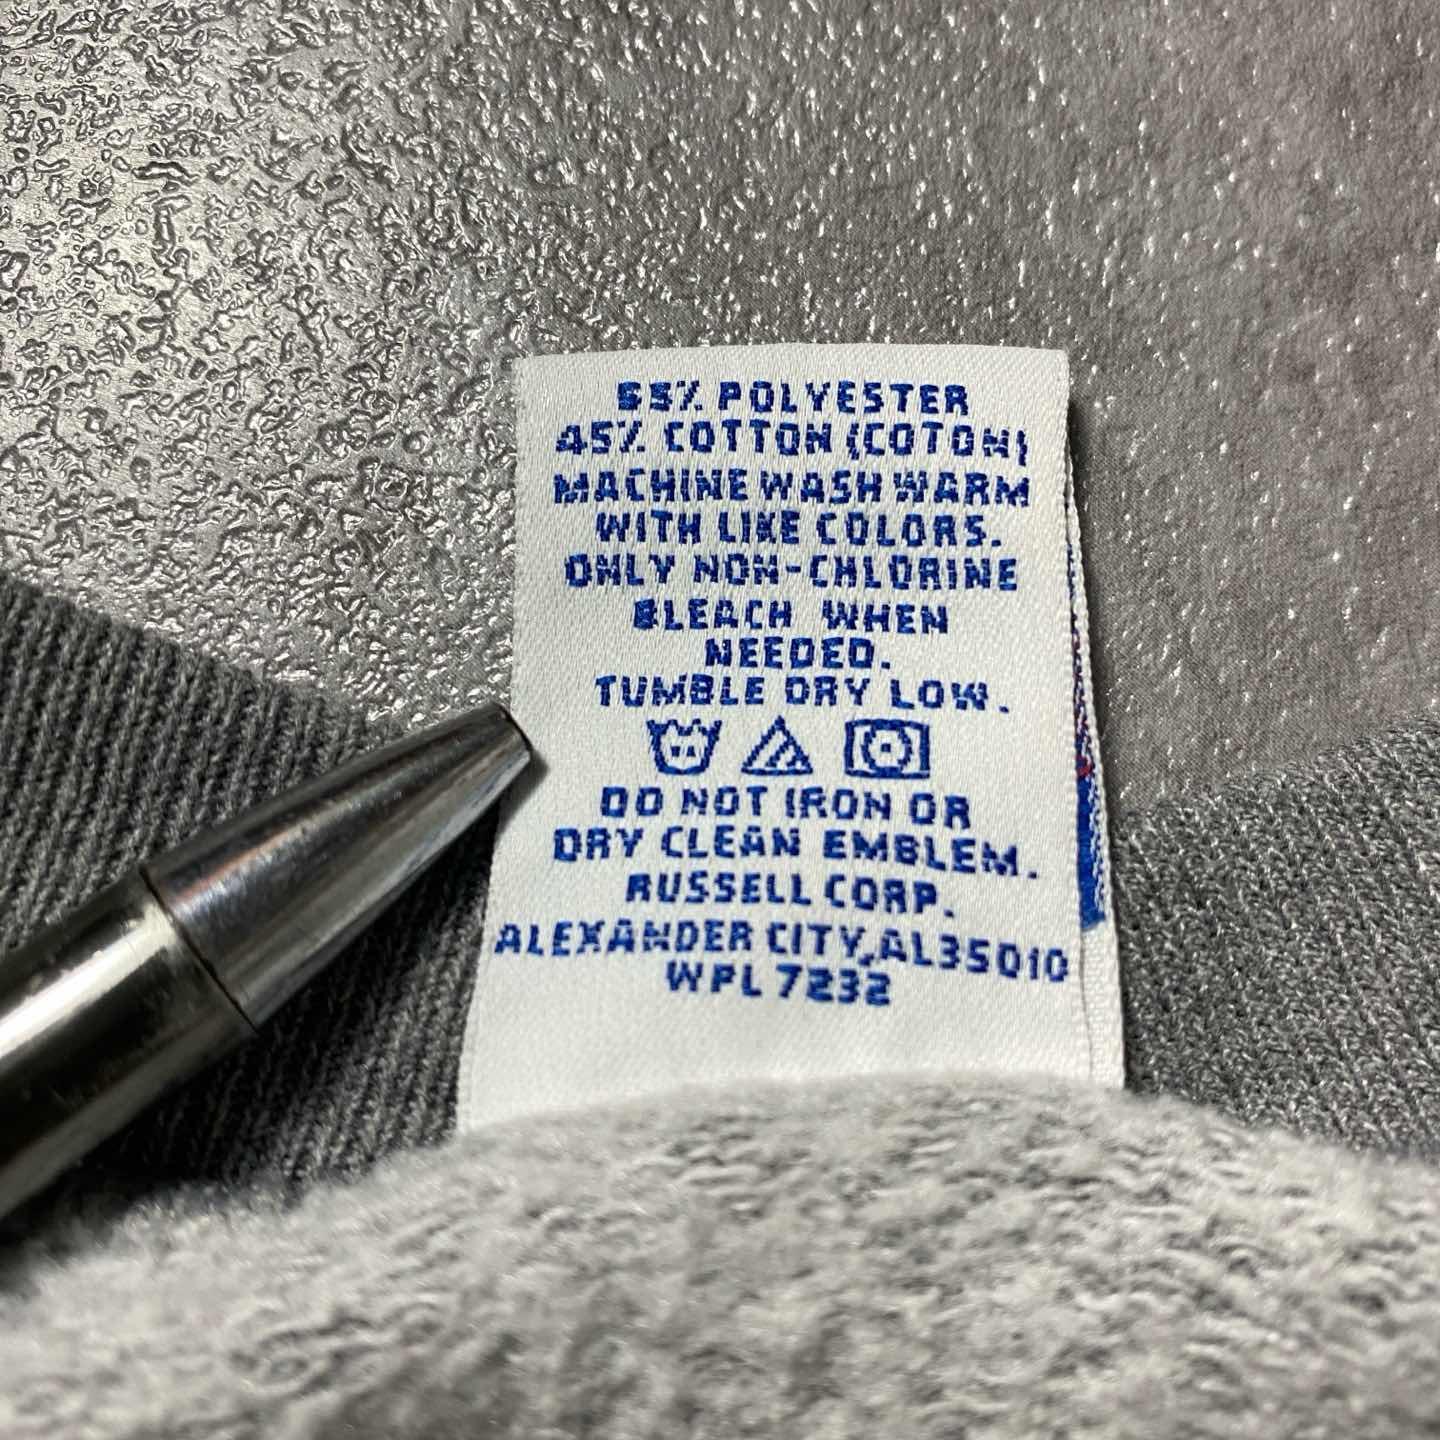 55% POLYESTER
45% COTTON (COTON)
MACHINE WASH WARM
WITH LIKE COLORS.
ONLY NON-CHLORINE
BLEACH WHEN
NEEDED.
TUMBLE DRY LOW.
DO NOT IRON OR
DRY CLEAN EMBLEM.
RUSSELL CORP.
ALEXANDER CITY, AL35010
WPL 7232